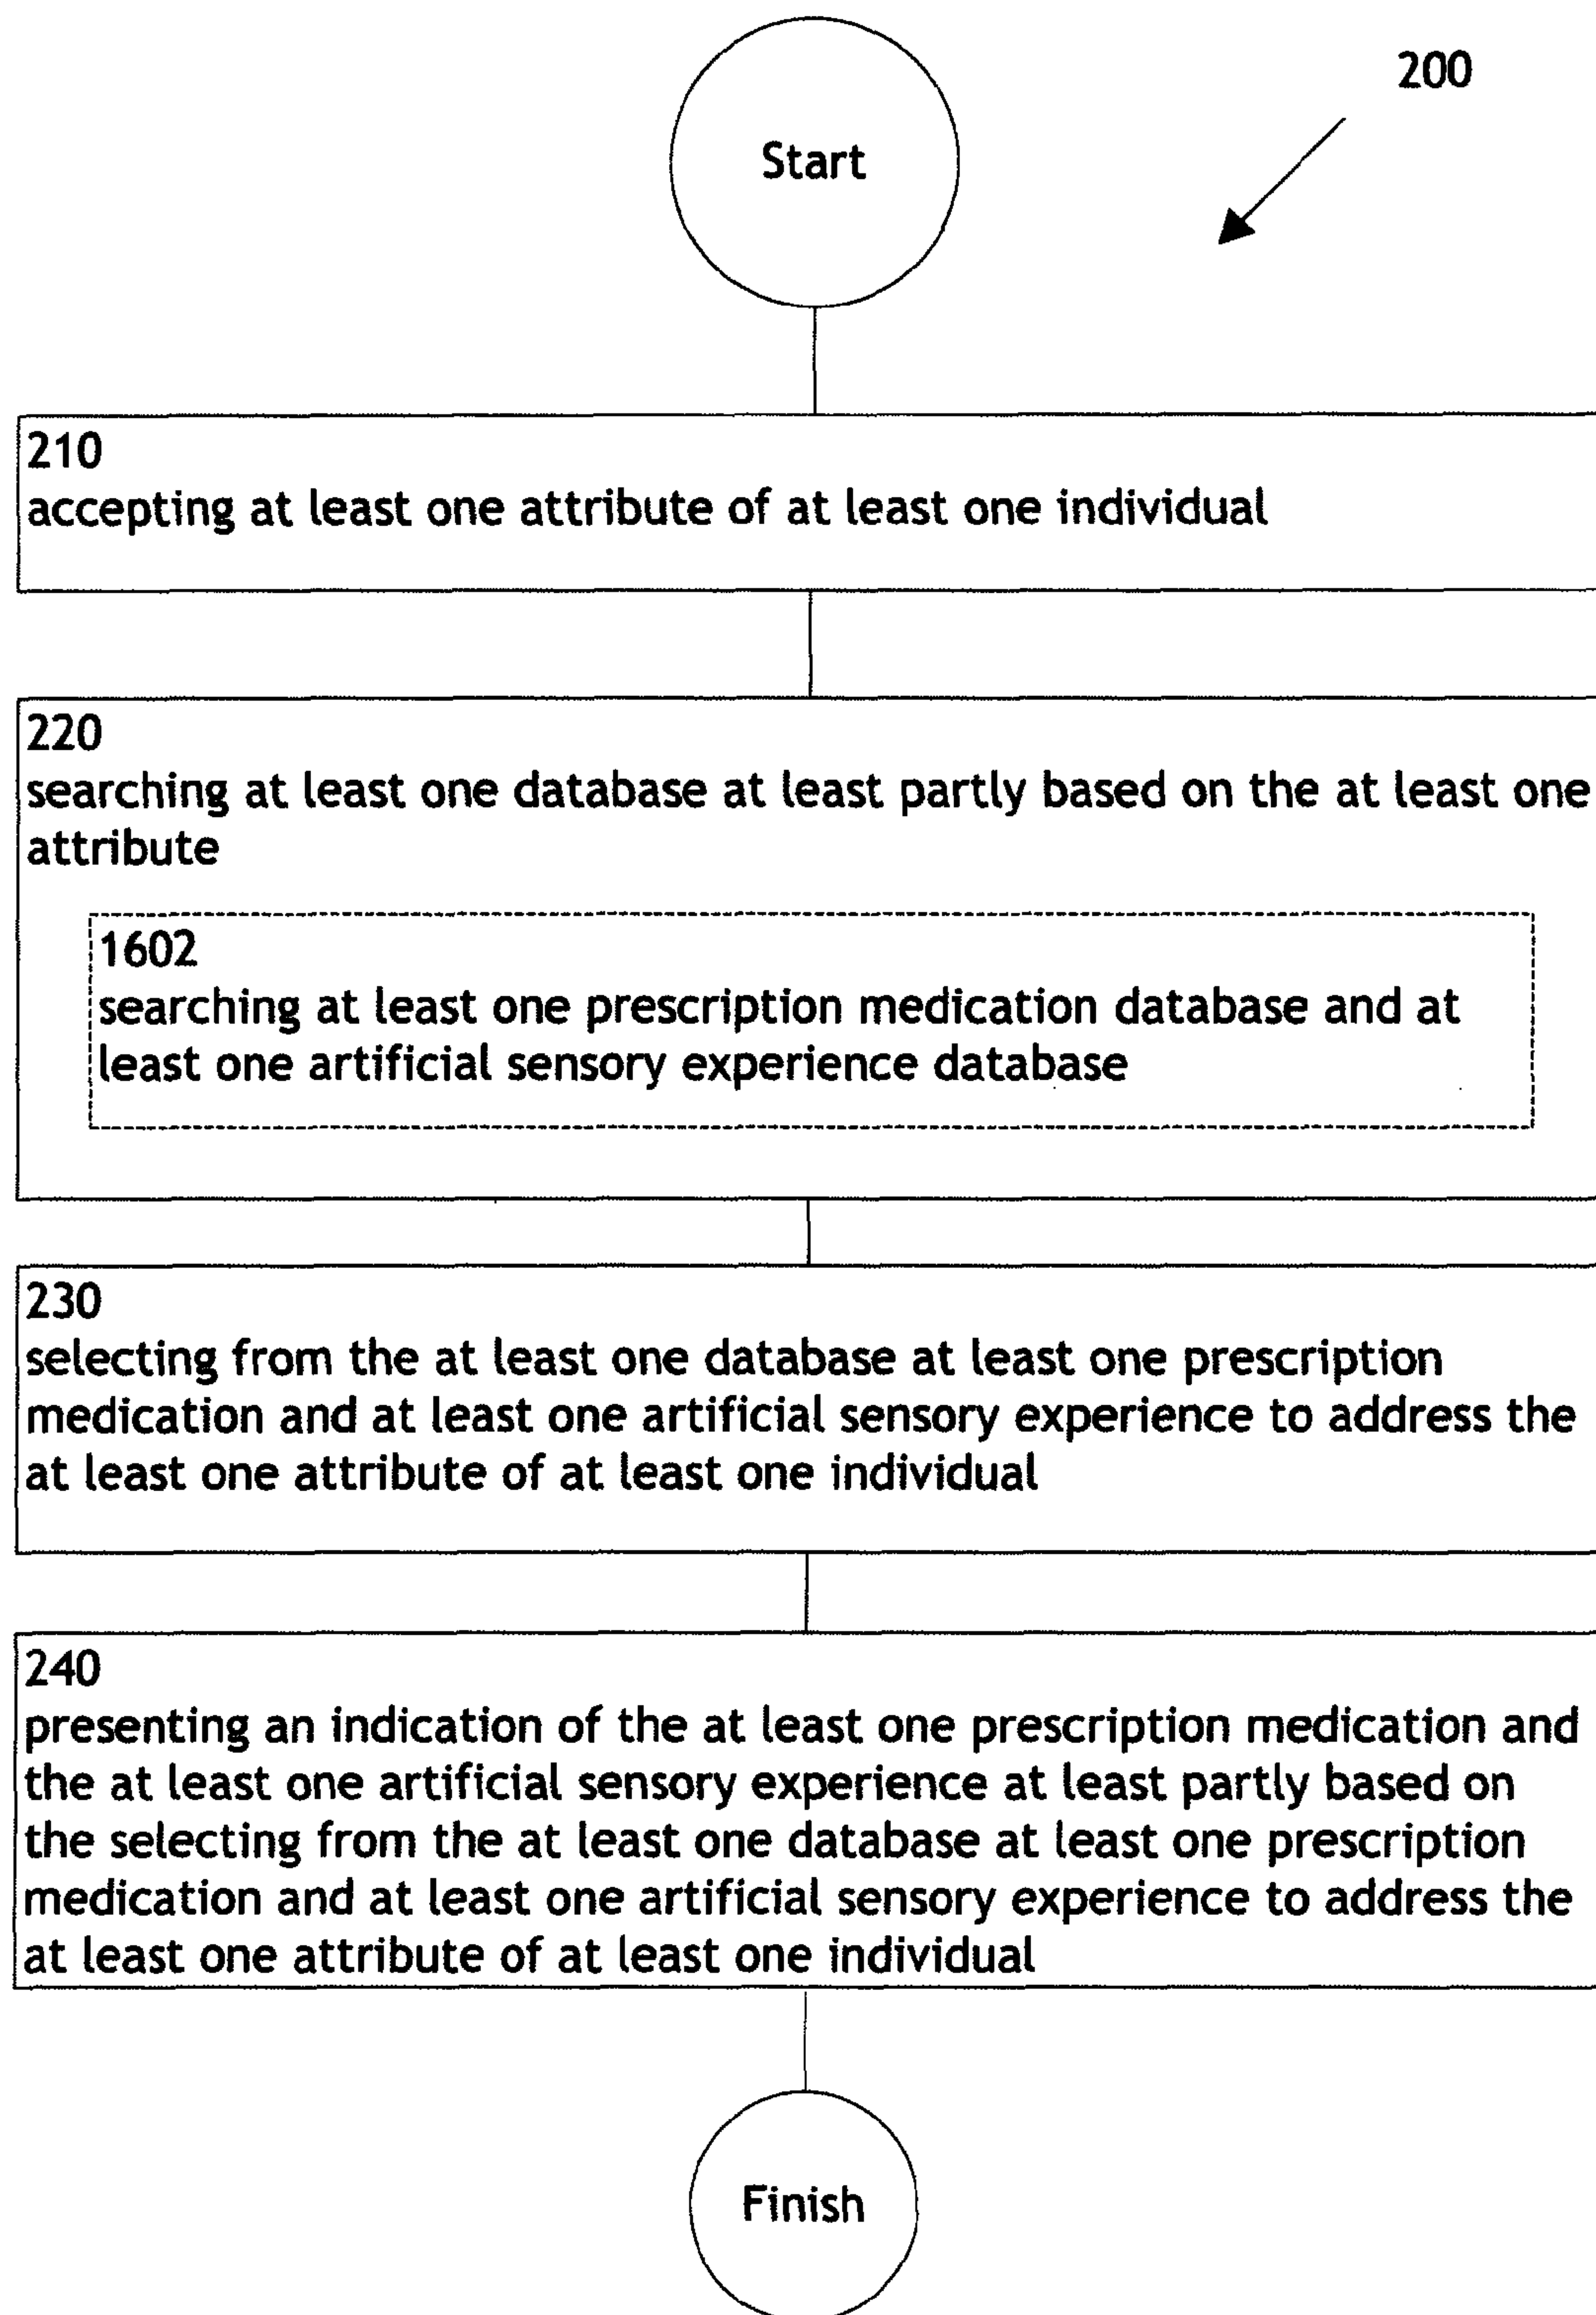 200
Start
210
accepting at least one attribute of at least one individual
220
searching at least one database at least partly based on the at least one
attribute
1602
searching at least one prescription medication database and at
least one artificial sensory experience database
230
selecting from the at least one database at least one prescription
medication and at least one artificial sensory experience to address the
at least one attribute of at least one individual
240
presenting an indication of the at least one prescription medication and
the at least one artificial sensory experience at least partly based on
the selecting from the at least one database at least one prescription
medication and at least one artificial sensory experience to address the
at least one attribute of at least one individual
Finish